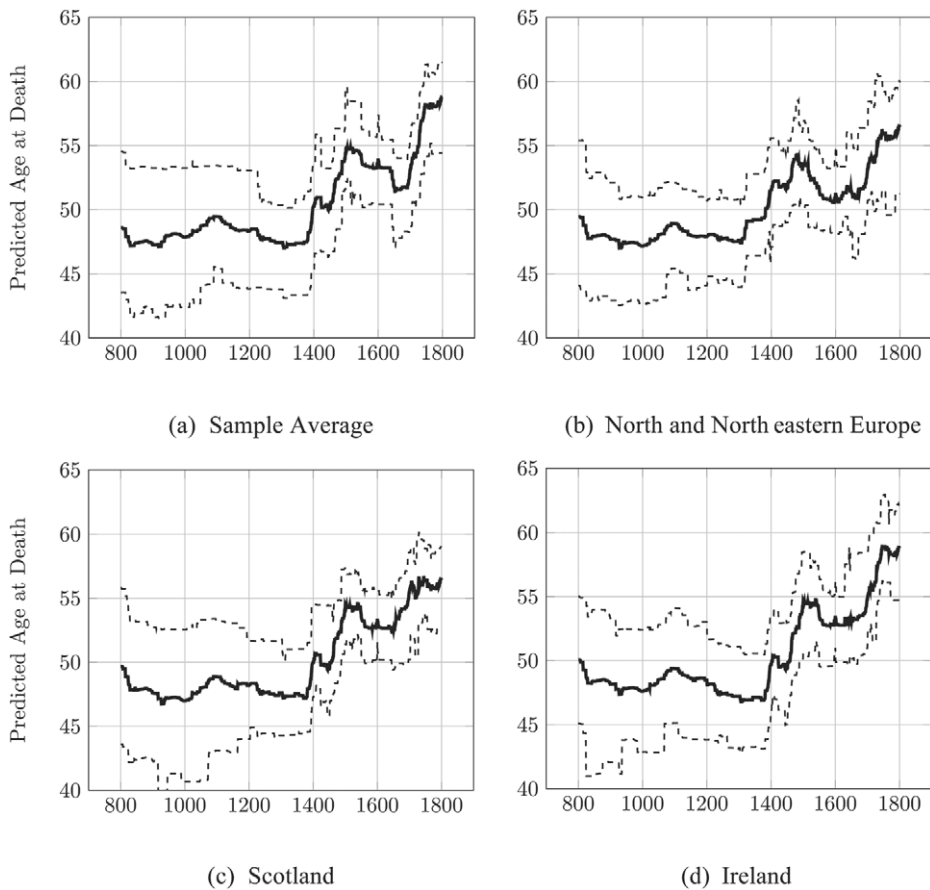 65
60
55
50
45
40
Predicted Age at Death
800 1000 1200 1400 1600 1800
(a) Sample Average
65
60
55
50
45
40
800 1000 1200 1400 1600 1800
(b) North and North eastern Europe
65
60
55
50
45
40
Predicted Age at Death
800 1000 1200 1400 1600 1800
(c) Scotland
65
60
55
50
45
40
800 1000 1200 1400 1600 1800
(d) Ireland